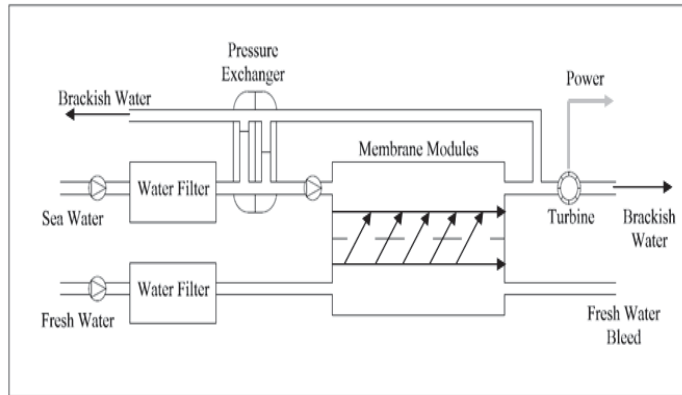 Pressure
Exchanger
Power
Brackish Water
Membrane Modules
Water Filter
Sea Water
Turbine
Brackish
Water
Water Filter
Fresh Water
Fresh Water
Bleed